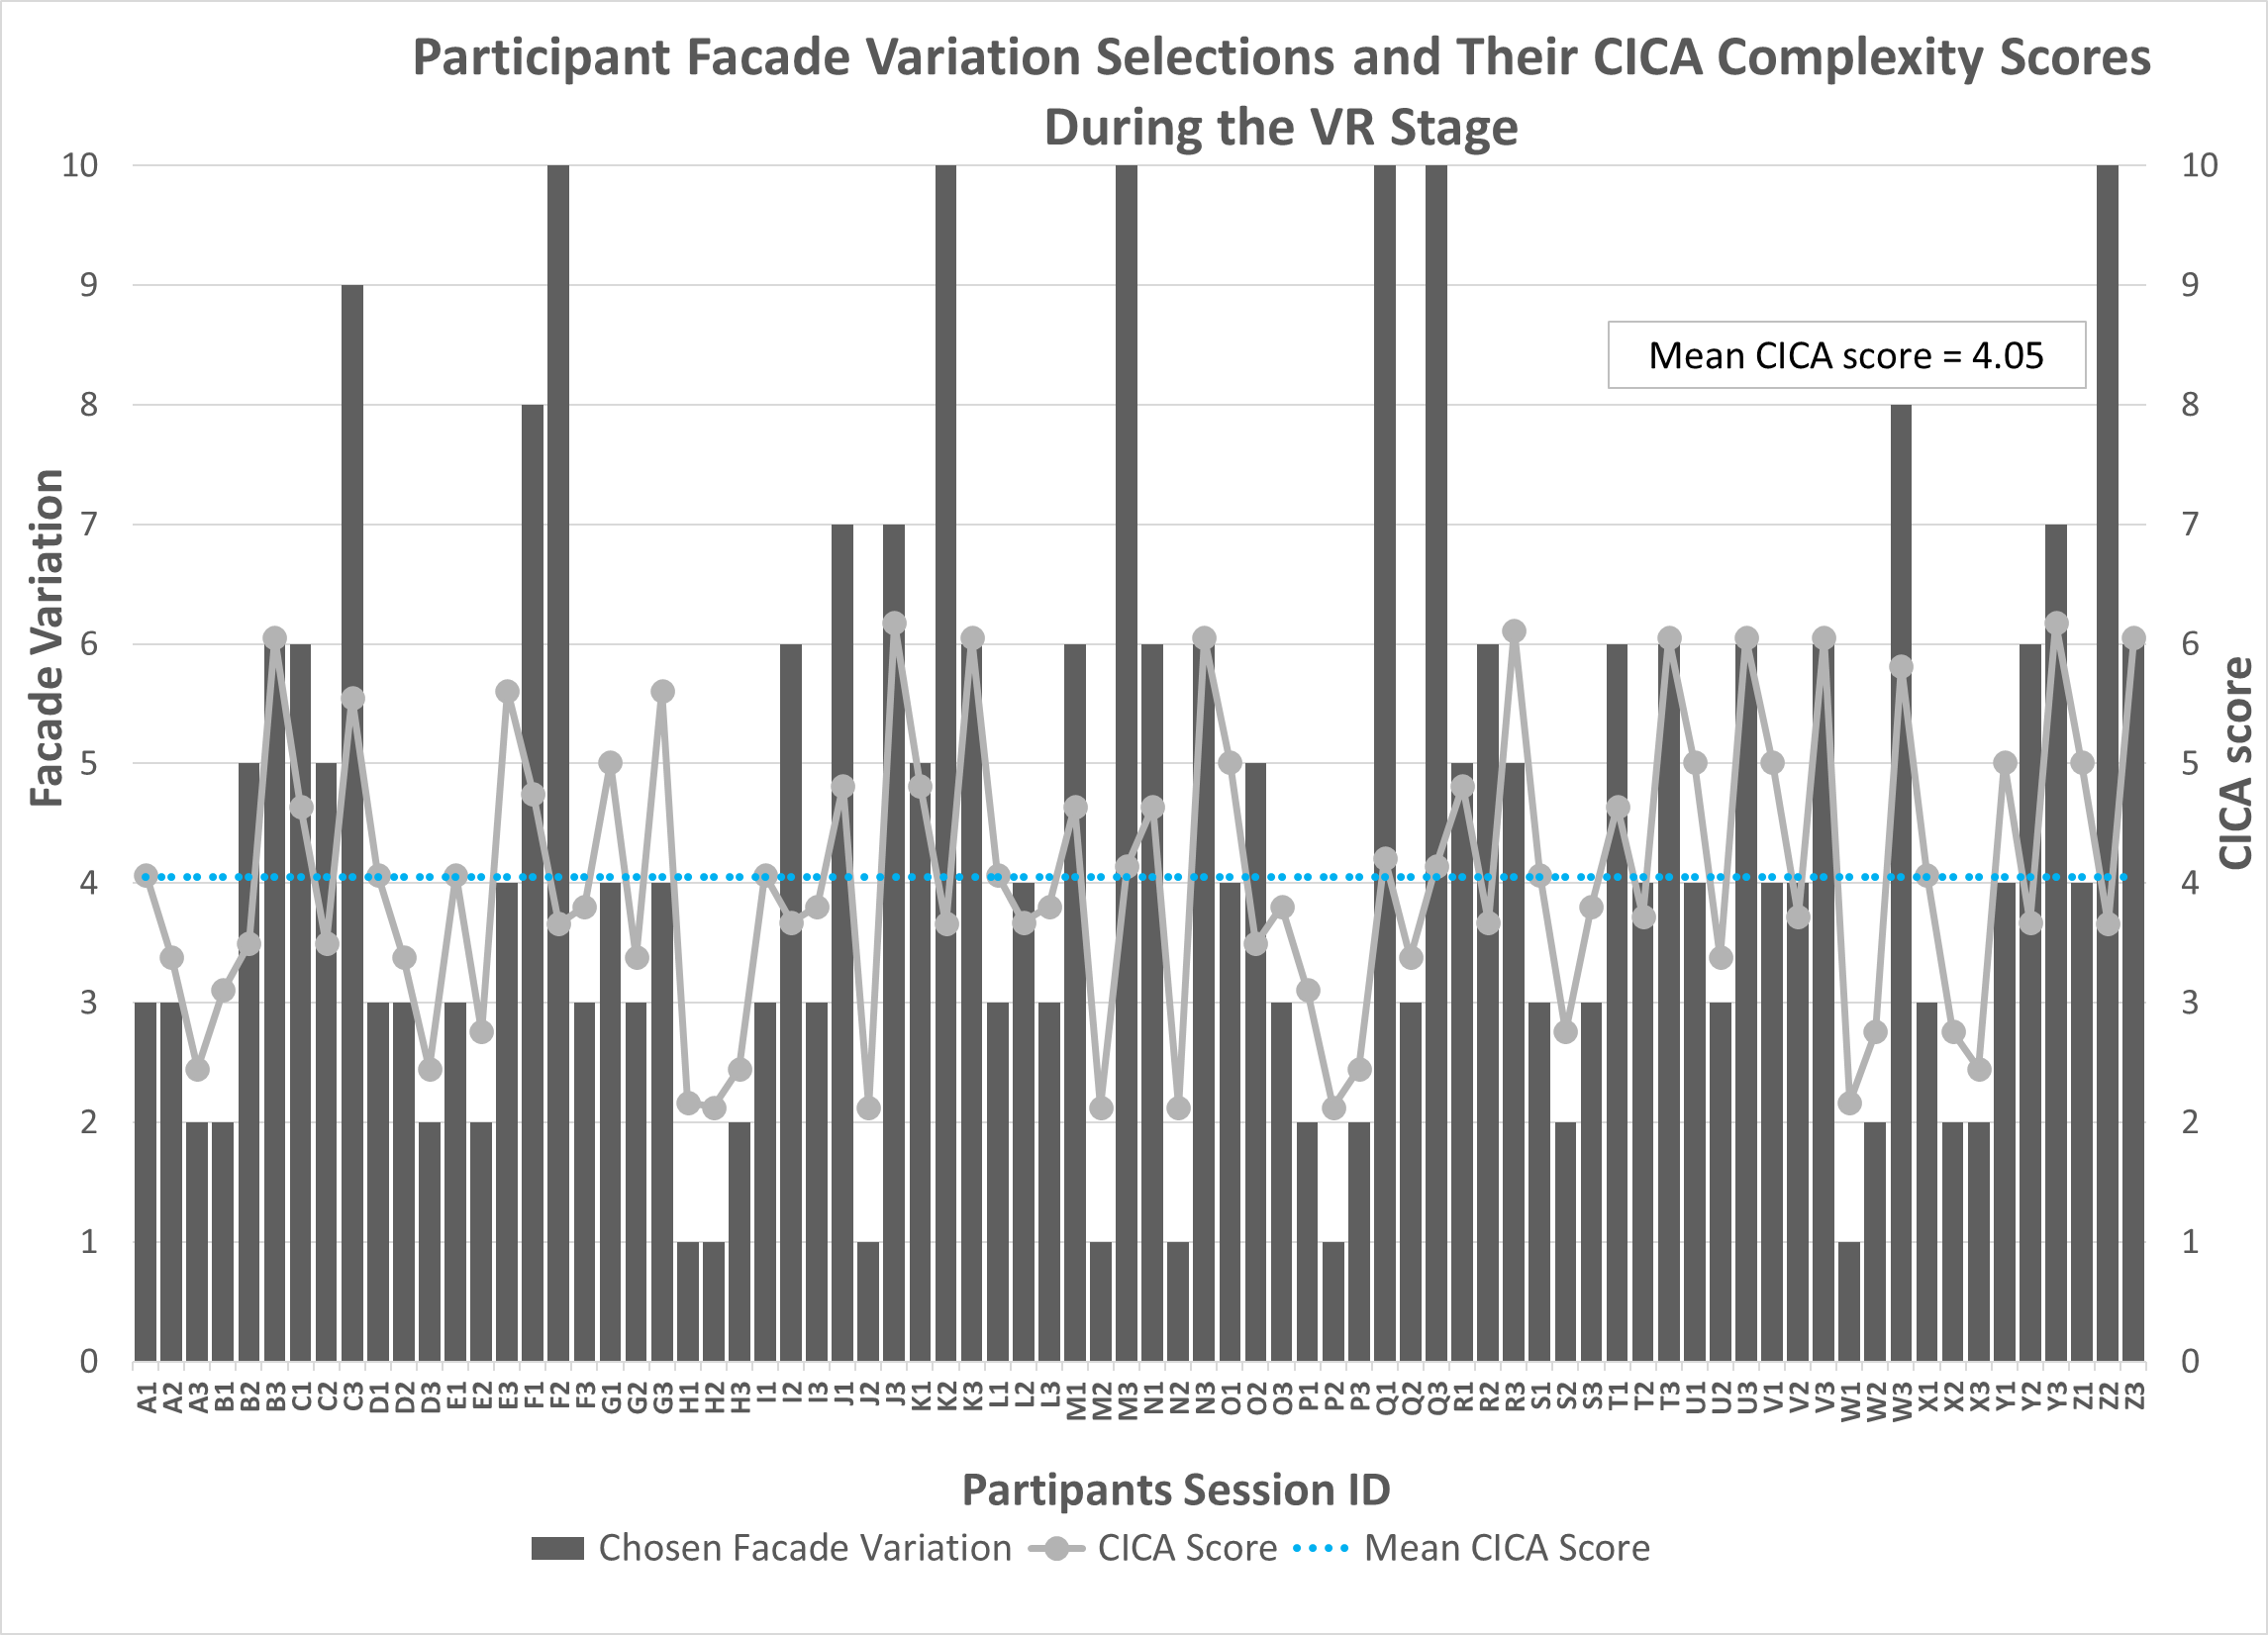 Participant Facade Variation Selections and Their CICA Complexity Scores
During the VR Stage
10
9
8
7
6
5
4
3
2
1
0
Facade Variation
10
9
8
7
6
5
4
3
2
1
0
CICA score
Mean CICA score = 4.05
A1 A2 A3 B1 B2 B3 C1 C2 C3 D1 D2 D3 E1 E2 E3 F1 F2 F3 G1 G2 G3 H1 H2 H3 I1 I2 I3 J1 J2 J3 K1 K2 K3 L1 L2 L3 M1 M2 M3 N1 N2 N3 O1 O2 O3 P1 P2 P3 Q1 Q2 Q3 R1 R2 R3 S1 S2 S3 T1 T2 T3 U1 U2 U3 V1 V2 V3 W1 W2 W3 X1 X2 X3 Y1 Y2 Y3 Z1 Z2 Z3
Partipants Session ID
Chosen Facade Variation CICA Score Mean CICA Score